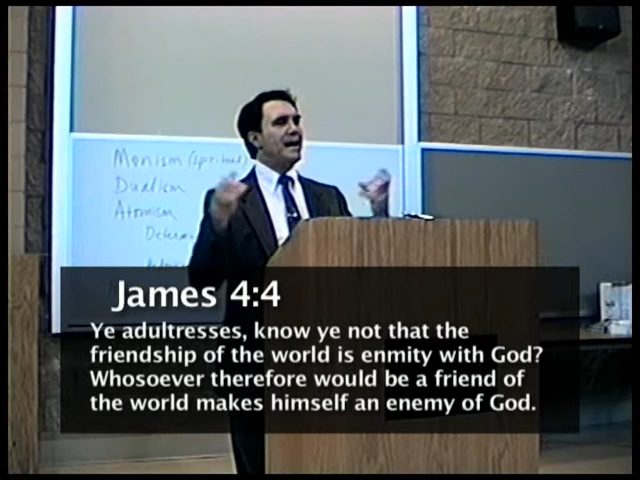 Monism (spiritual)
Dualism
Atomism
James 4:4
Ye adultresses, know ye not that the
friendship of the world is enmity with God?
Whosoever therefore would be a friend of
the world makes himself an enemy of God.